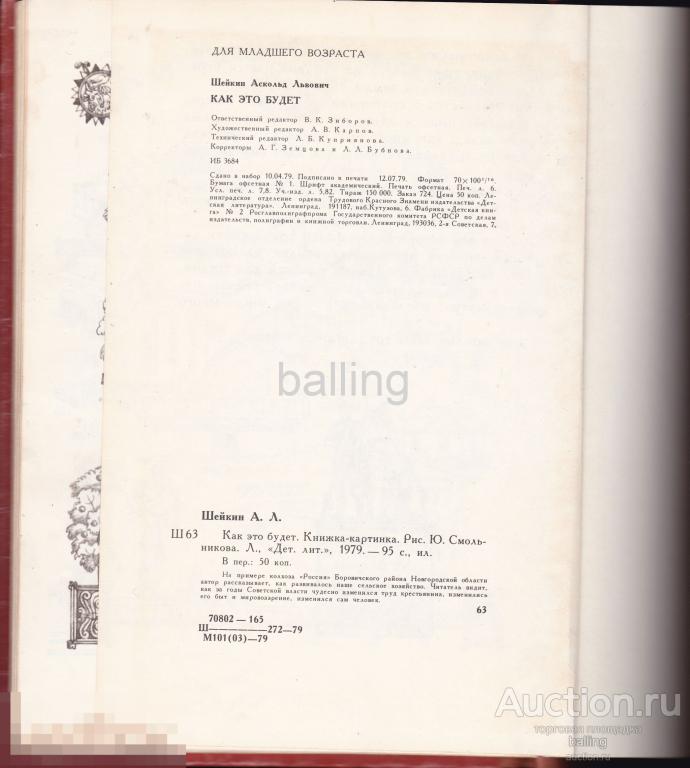 ДЛЯ МЛАДШЕГО ВОЗРАСТА
Шейкин Аскольд Львович
КАК ЭТО БУДЕТ
Ответственный редактор В. К. Зиборов.
Художественный редактор А. В. Карпов.
Технический редактор Л. Б. Куприянова.
Корректоры А. Г. Земцова и Л. Л. Бубнова.
ИБ 3684
Сдано в набор 10.04.79. Подписано в печати 12.07.79. Формат 70×100¹/₁₆.
Бумага офсетная № 1. Шрифт академический. Печать офсетная. Печ. л. 6.
Усл. печ. л. 7,8. Уч.-изд. л. 5,82. Тираж 150 000. Заказ 724. Цена 50 коп. Ле-
нинградское отделение ордена Трудового Красного Знамени издательства «Дет-
ская литература». Ленинград, 191187, наб. Кутузова, 6. Фабрика «Детская кни-
га» № 2 Росглавполиграфпрома Государственного комитета РСФСР по делам
издательств, полиграфии и книжной торговли. Ленинград, 193036, 2-я Советская, 7,
balling
Шейкин А. Л.
Ш 63 Как это будет. Книжка-картинка. Рис. Ю. Смоль-
никова. Л., «Дет. лит.», 1979. — 95 с., ил.
В пер.: 50 коп.
На примере колхоза «Россия» Боровичского района Новгородской области
автор рассказывает, как развивалось наше сельское хозяйство. Читатель видит,
как за годы Советской власти чудесно изменился труд крестьянина, изменились
его быт и мировоззрение, изменился сам человек.
63
70802 — 165
Ш——————272—79
М101(03)—79
Auction.ru
торговая площадка
balling
auction.ru